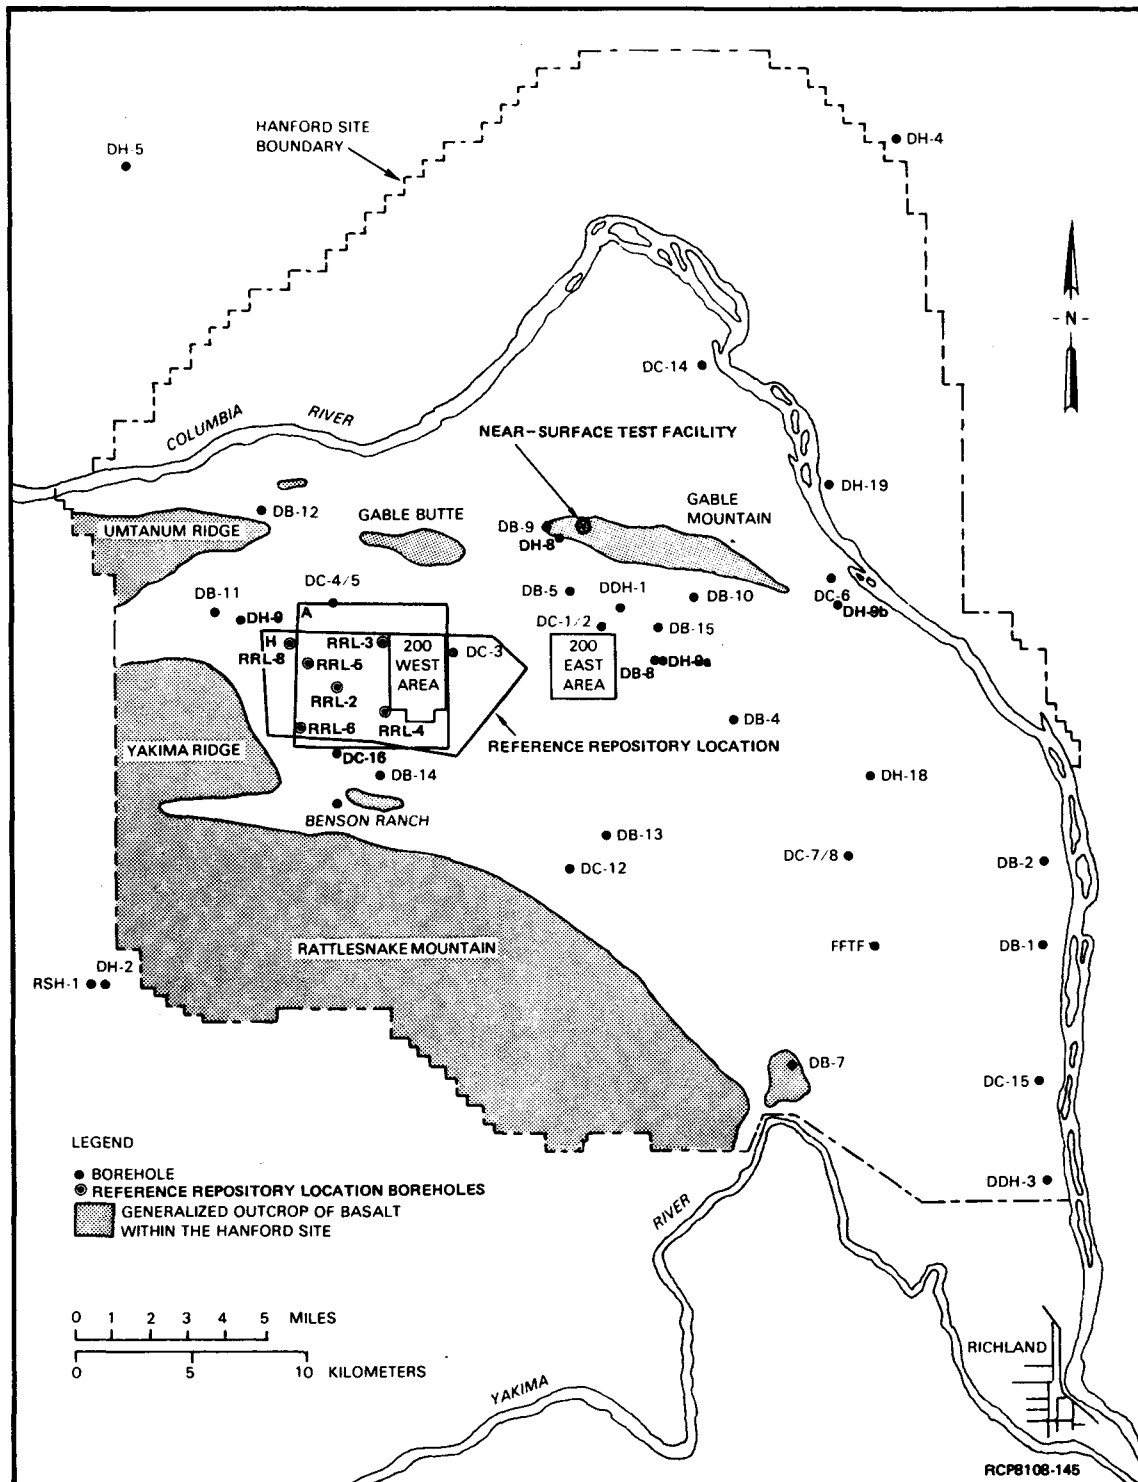 HANFORD SITE
BOUNDARY
DH-5
DH-4
-N-
DC-14
COLUMBIA RIVER
NEAR-SURFACE TEST FACILITY
DH-19
GABLE
MOUNTAIN
DB-12
GABLE BUTTE
DB-9
DH-8
UMTANUM RIDGE
DC-4/5
DB-5
DDH-1
DB-10
DC-6
DH-8b
DB-11
DH-9
A
DC-1/2
DB-15
H
RRL-3
200
WEST
AREA
DC-3
200
EAST
AREA
RRL-8
RRL-5
DB-8
DH-9a
RRL-2
RRL-6
RRL-4
DB-4
REFERENCE REPOSITORY LOCATION
YAKIMA RIDGE
DC-16
DB-14
DH-18
BENSON RANCH
DB-13
DC-12
DC-7/8
DB-2
RATTLESNAKE MOUNTAIN
FFTF
DB-1
DH-2
RSH-1
DB-7
DC-15
LEGEND
BOREHOLE
REFERENCE REPOSITORY LOCATION BOREHOLES
GENERALIZED OUTCROP OF BASALT
WITHIN THE HANFORD SITE
DDH-3
0 1 2 3 4 5 MILES
0 5 10 KILOMETERS
YAKIMA RIVER
RICHLAND
RCP8108-145